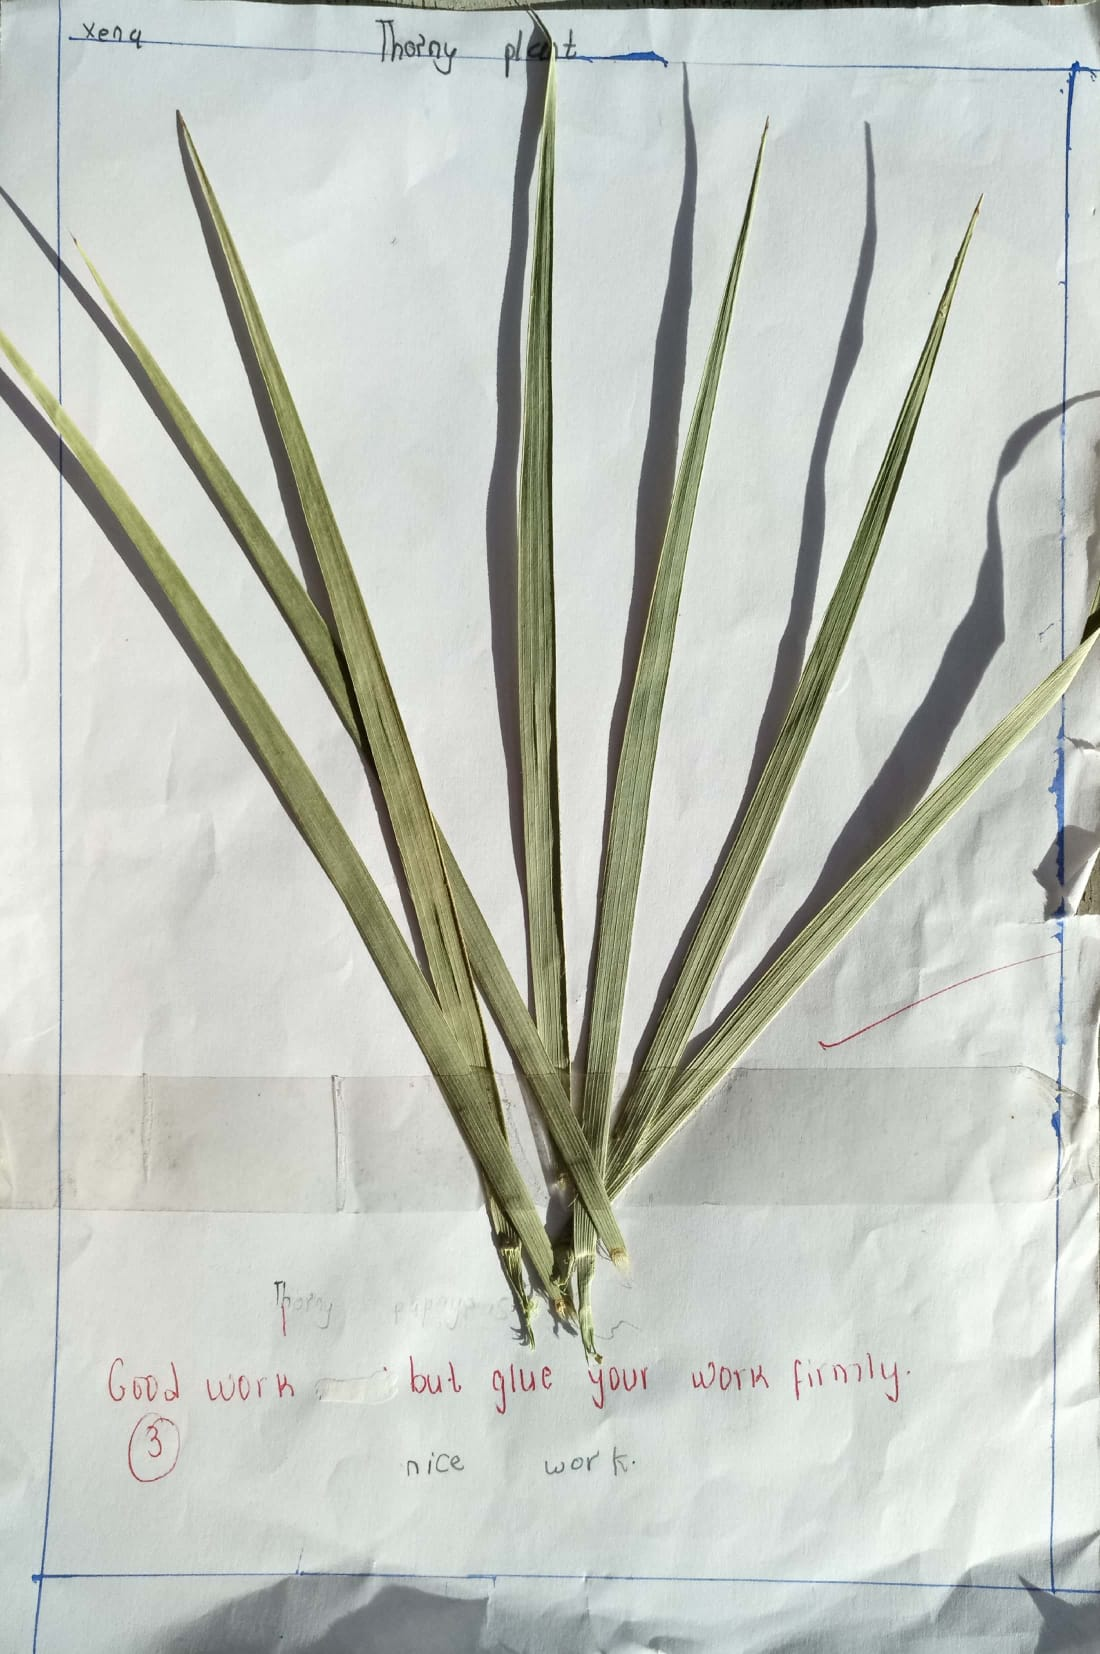 Xena
Thorny plant
Thorny
Good work but glue your work firmly.
3
nice work.